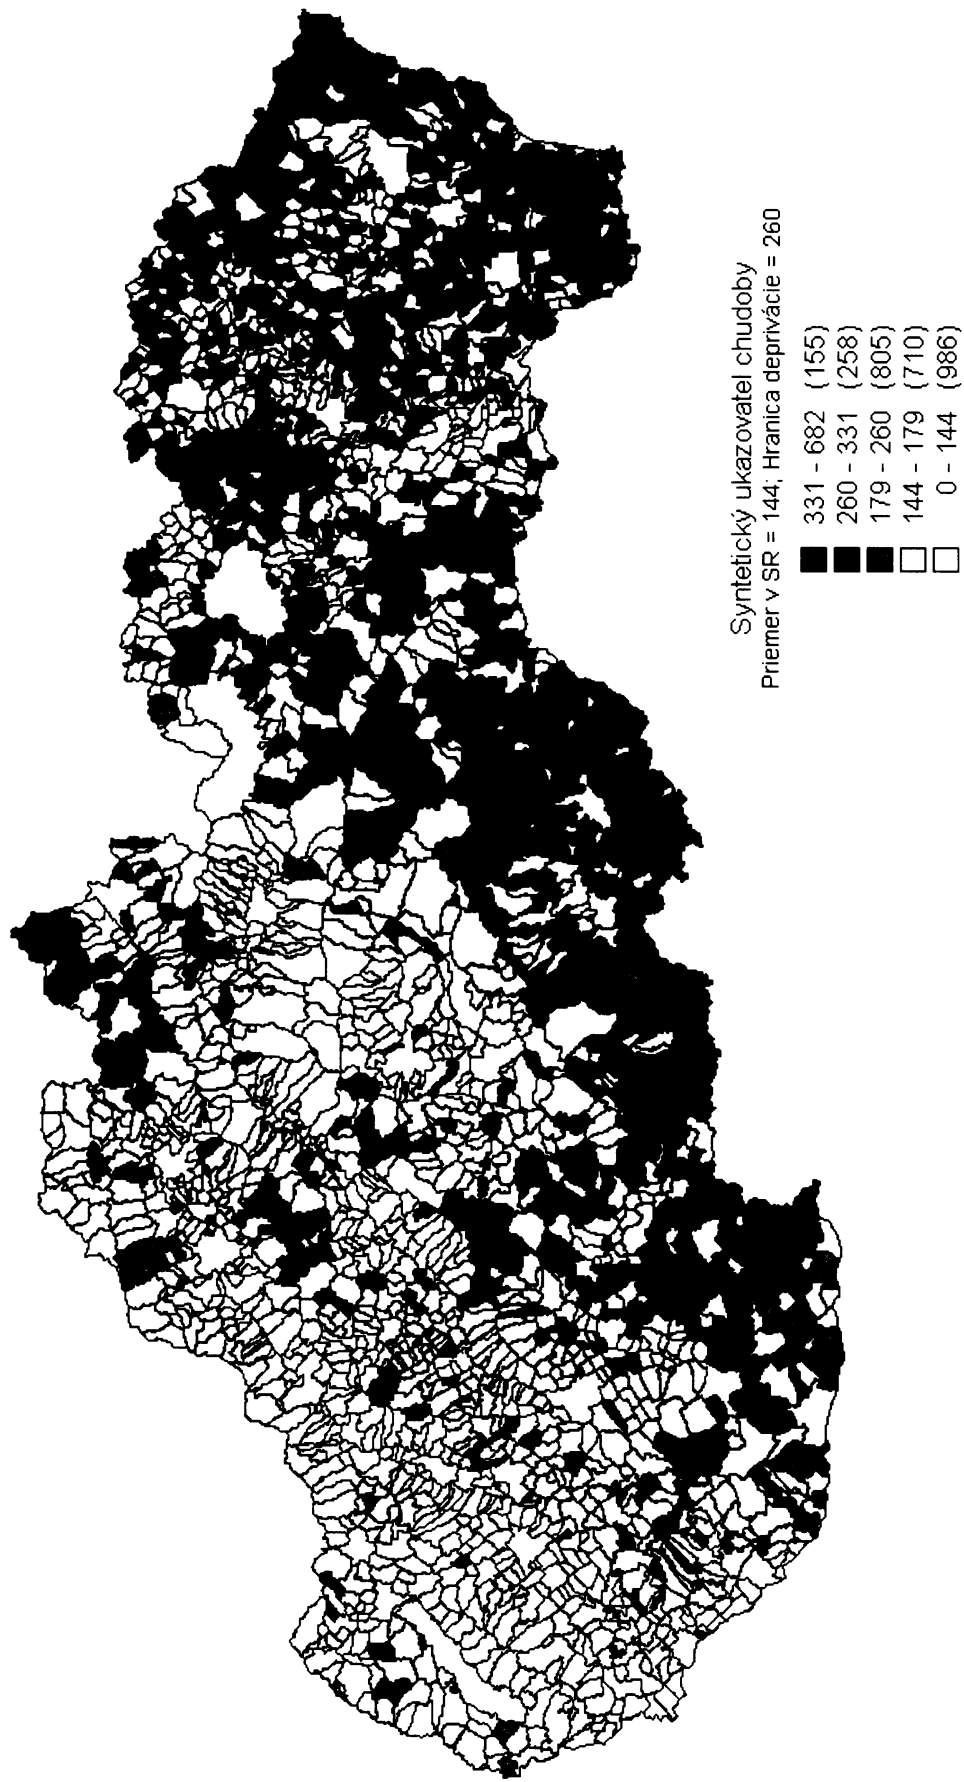 Syntetický ukazovatel chudoby
Priemer v SR = 144; Hranica deprivácie = 260
331 - 682 (155)
260 - 331 (258)
179 - 260 (805)
144 - 179 (710)
0 - 144 (986)